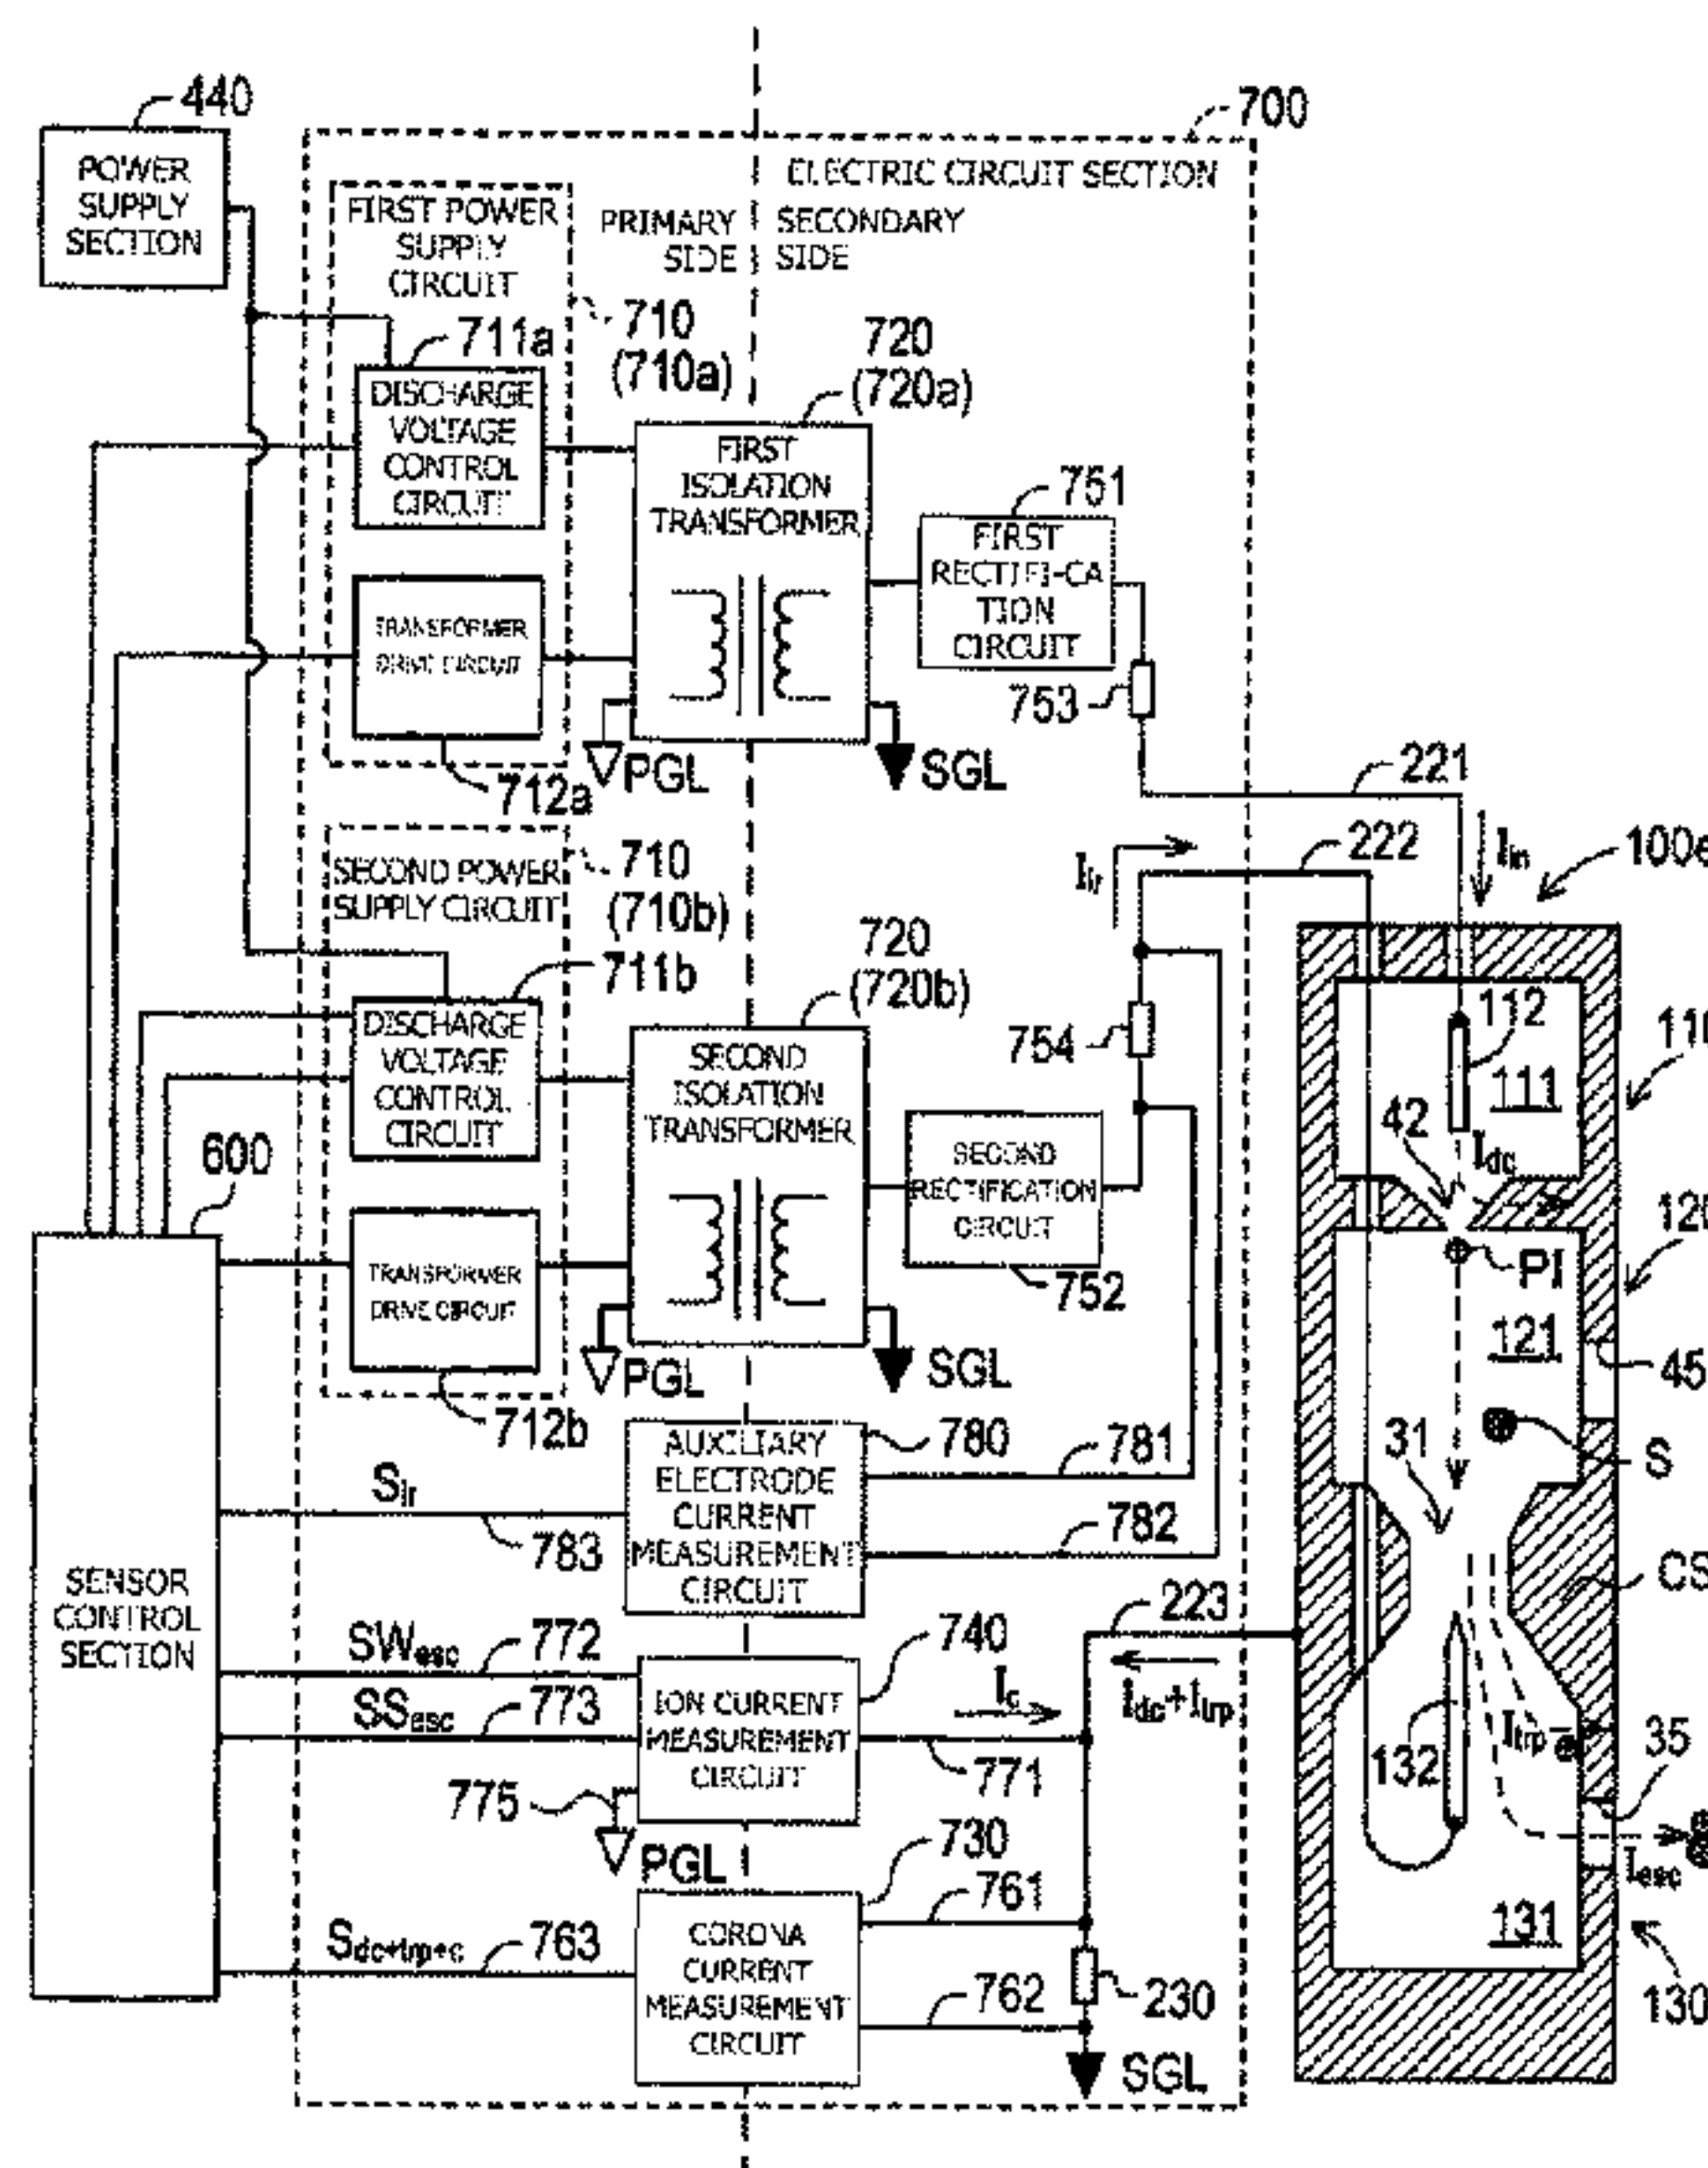 440
700
POWER
SUPPLY
SECTION
ELECTRIC CIRCUIT SECTION
FIRST POWER
SUPPLY
CIRCUIT
PRIMARY
SIDE
SECONDARY
SIDE
710
(710a)
711a
720
(720a)
DISCHARGE
VOLTAGE
CONTROL
CIRCUIT
FIRST
ISOLATION
TRANSFORMER
751
FIRST
RECTIFI-CA
TION
CIRCUIT
TRANSFORMER
DRIVE CIRCUIT
753
PGL
SGL
712a
221
222
Iin
100e
Iir
SECOND POWER
SUPPLY CIRCUIT
710
(710b)
711b
720
(720b)
112
110
754
111
DISCHARGE
VOLTAGE
CONTROL
CIRCUIT
SECOND
ISOLATION
TRANSFORMER
42
Idc
600
SECOND
RECTIFICATION
CIRCUIT
120
TRANSFORMER
DRIVE CIRCUIT
752
PI
121
45
PGL
SGL
712b
780
781
31
S
AUXILIARY
ELECTRODE
CURRENT
MEASUREMENT
CIRCUIT
Sir
783
782
CS
SENSOR
CONTROL
SECTION
223
740
SWesc
772
Ic
Idc+Itrp
SSesc
773
ION CURRENT
MEASUREMENT
CIRCUIT
771
132
Itrp
35
775
PGL
730
761
Iesc
131
Sdc+trp+c
763
CORONA
CURRENT
MEASUREMENT
CIRCUIT
762
230
130
SGL